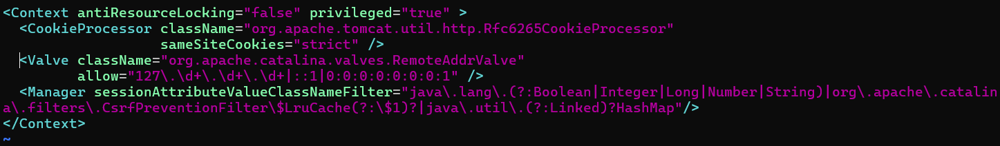 <Context antiResourceLocking="false" privileged="true" >
  <CookieProcessor className="org.apache.tomcat.util.http.Rfc6265CookieProcessor"
                   sameSiteCookies="strict" />
  <Valve className="org.apache.catalina.valves.RemoteAddrValve"
         allow="127\.\d+\.\d+\.\d+|::1|0:0:0:0:0:0:0:1" />
  <Manager sessionAttributeValueClassNameFilter="java\.lang\.(?:Boolean|Integer|Long|Number|String)|org\.apache\.catalin
a\.filters\.CsrfPreventionFilter\$LruCache(?:\$1)?|java\.util\.(?:Linked)?HashMap"/>
</Context>
~